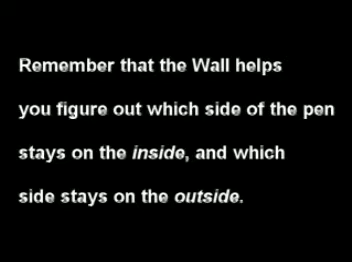 Remember that the Wall helps
you figure out which side of the pen
stays on the inside, and which
side stays on the outside.